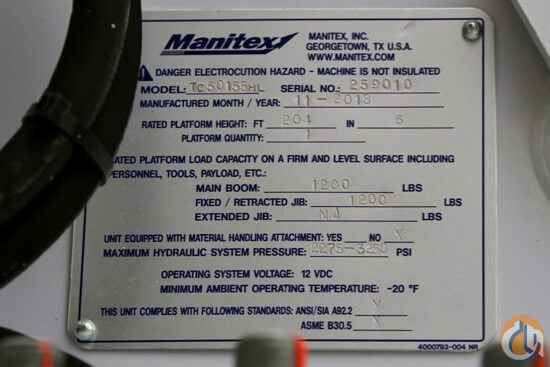 Manitex
MANITEX, INC.
GEORGETOWN, TX U.S.A.
WWW.MANITEX.COM
DANGER ELECTROCUTION HAZARD - MACHINE IS NOT INSULATED
MODEL: TC50155HL SERIAL NO.: 259010
MANUFACTURED MONTH / YEAR: 11-2018
RATED PLATFORM HEIGHT: FT 204 IN 6
PLATFORM QUANTITY: 1
RATED PLATFORM LOAD CAPACITY ON A FIRM AND LEVEL SURFACE INCLUDING
PERSONNEL, TOOLS, PAYLOAD, ETC.:
MAIN BOOM: 1200 LBS
FIXED / RETRACTED JIB: 1200 LBS
EXTENDED JIB: NA LBS
UNIT EQUIPPED WITH MATERIAL HANDLING ATTACHMENT: YES NO Y
MAXIMUM HYDRAULIC SYSTEM PRESSURE: PSI
OPERATING SYSTEM VOLTAGE: 12 VDC
MINIMUM AMBIENT OPERATING TEMPERATURE: -20 °F
THIS UNIT COMPLIES WITH FOLLOWING STANDARDS: ANSI/SIA A92.2 Y
ASME B30.5
4000793-004 NR